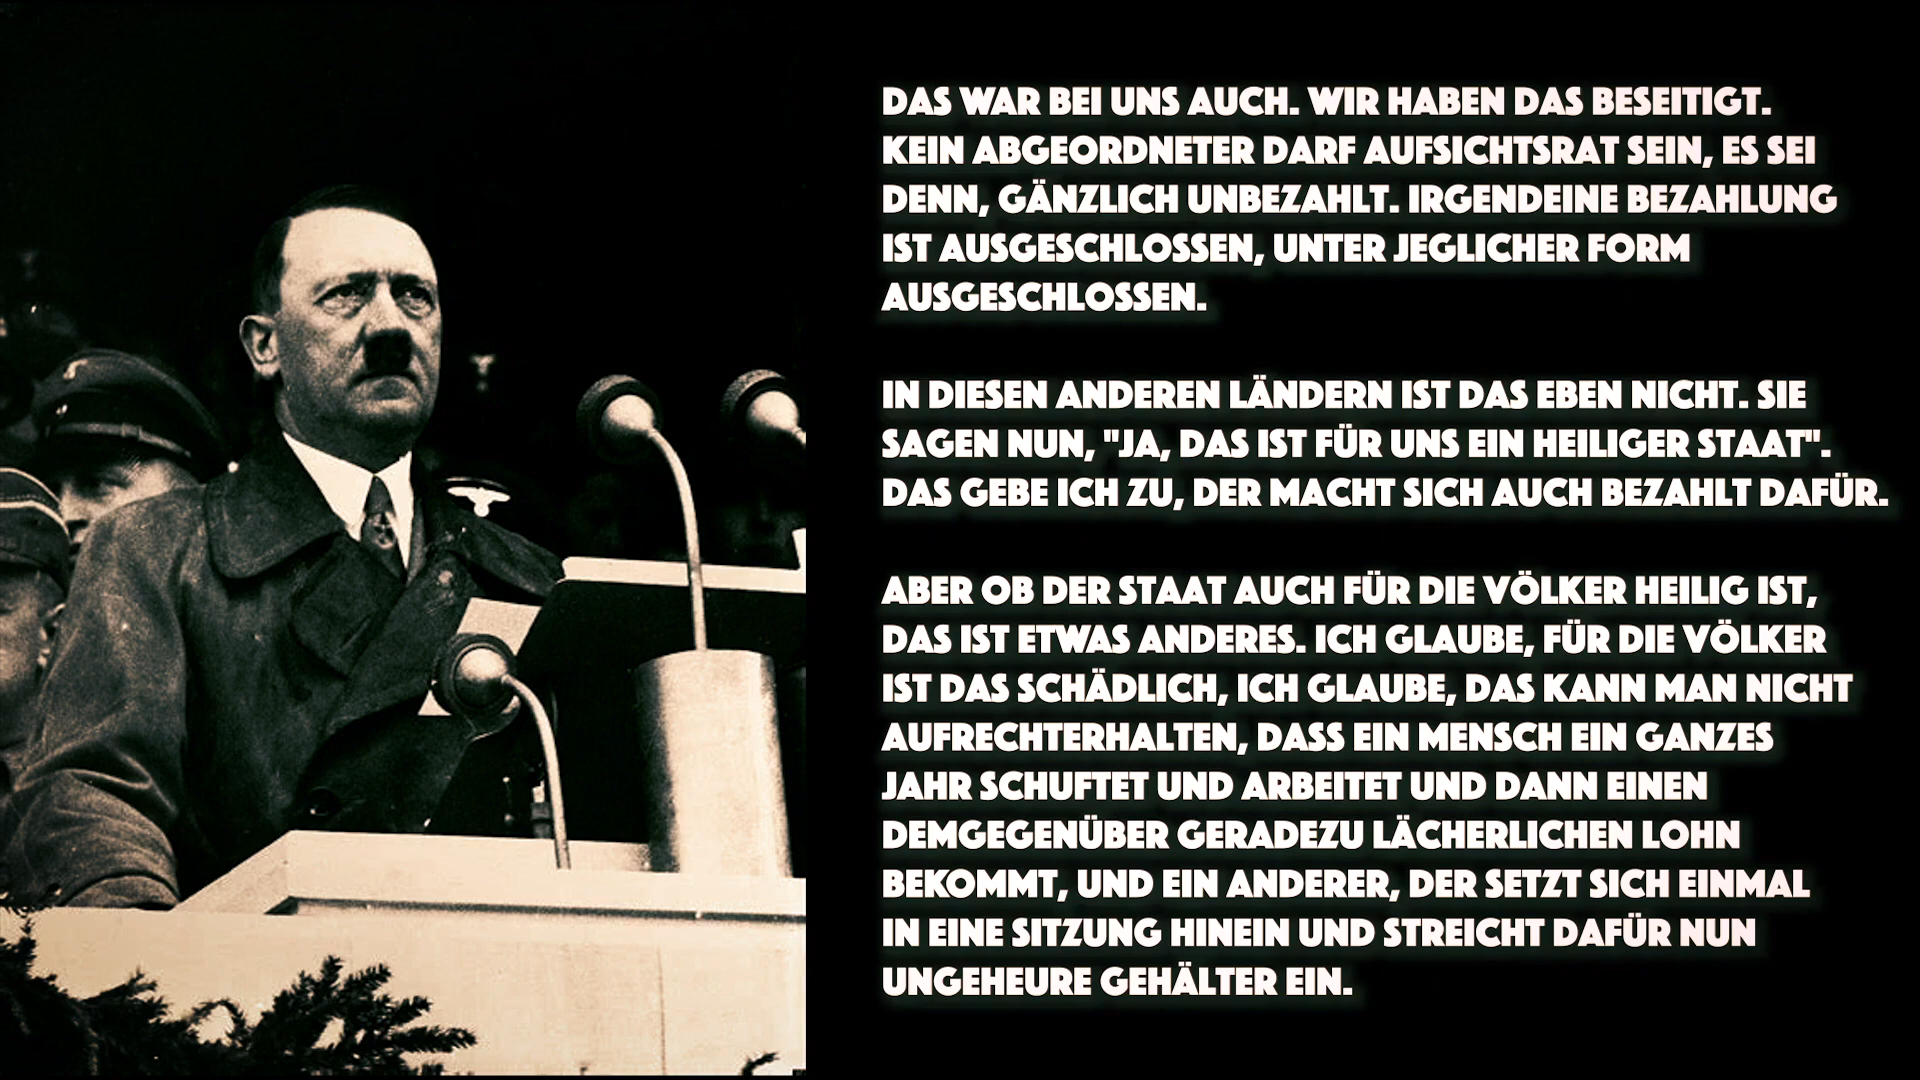 DAS WAR BEI UNS AUCH. WIR HABEN DAS BESEITIGT.
KEIN ABGEORDNETER DARF AUFSICHTSRAT SEIN, ES SEI
DENN, GÄNZLICH UNBEZAHLT. IRGENDEINE BEZAHLUNG
IST AUSGESCHLOSSEN, UNTER JEGLICHER FORM
AUSGESCHLOSSEN.
IN DIESEN ANDEREN LÄNDERN IST DAS EBEN NICHT. SIE
SAGEN NUN, "JA, DAS IST FÜR UNS EIN HEILIGER STAAT".
DAS GEBE ICH ZU, DER MACHT SICH AUCH BEZAHLT DAFÜR.
ABER OB DER STAAT AUCH FÜR DIE VÖLKER HEILIG IST,
DAS IST ETWAS ANDERES. ICH GLAUBE, FÜR DIE VÖLKER
IST DAS SCHÄDLICH, ICH GLAUBE, DAS KANN MAN NICHT
AUFRECHTERHALTEN, DASS EIN MENSCH EIN GANZES
JAHR SCHUFTET UND ARBEITET UND DANN EINEN
DEMGEGENÜBER GERADEZU LÄCHERLICHEN LOHN
BEKOMMT, UND EIN ANDERER, DER SETZT SICH EINMAL
IN EINE SITZUNG HINEIN UND STREICHT DAFÜR NUN
UNGEHEURE GEHÄLTER EIN.